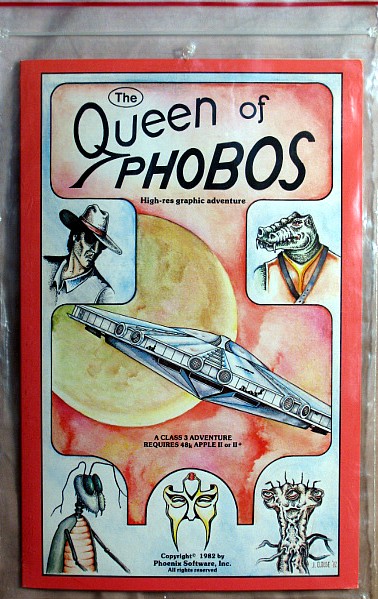 The
Queen of
PHOBOS
High-res graphic adventure
A CLASS 3 ADVENTURE
REQUIRES 48k APPLE II or II+
Copyright© 1982 by
Phoenix Software, Inc.
All rights reserved